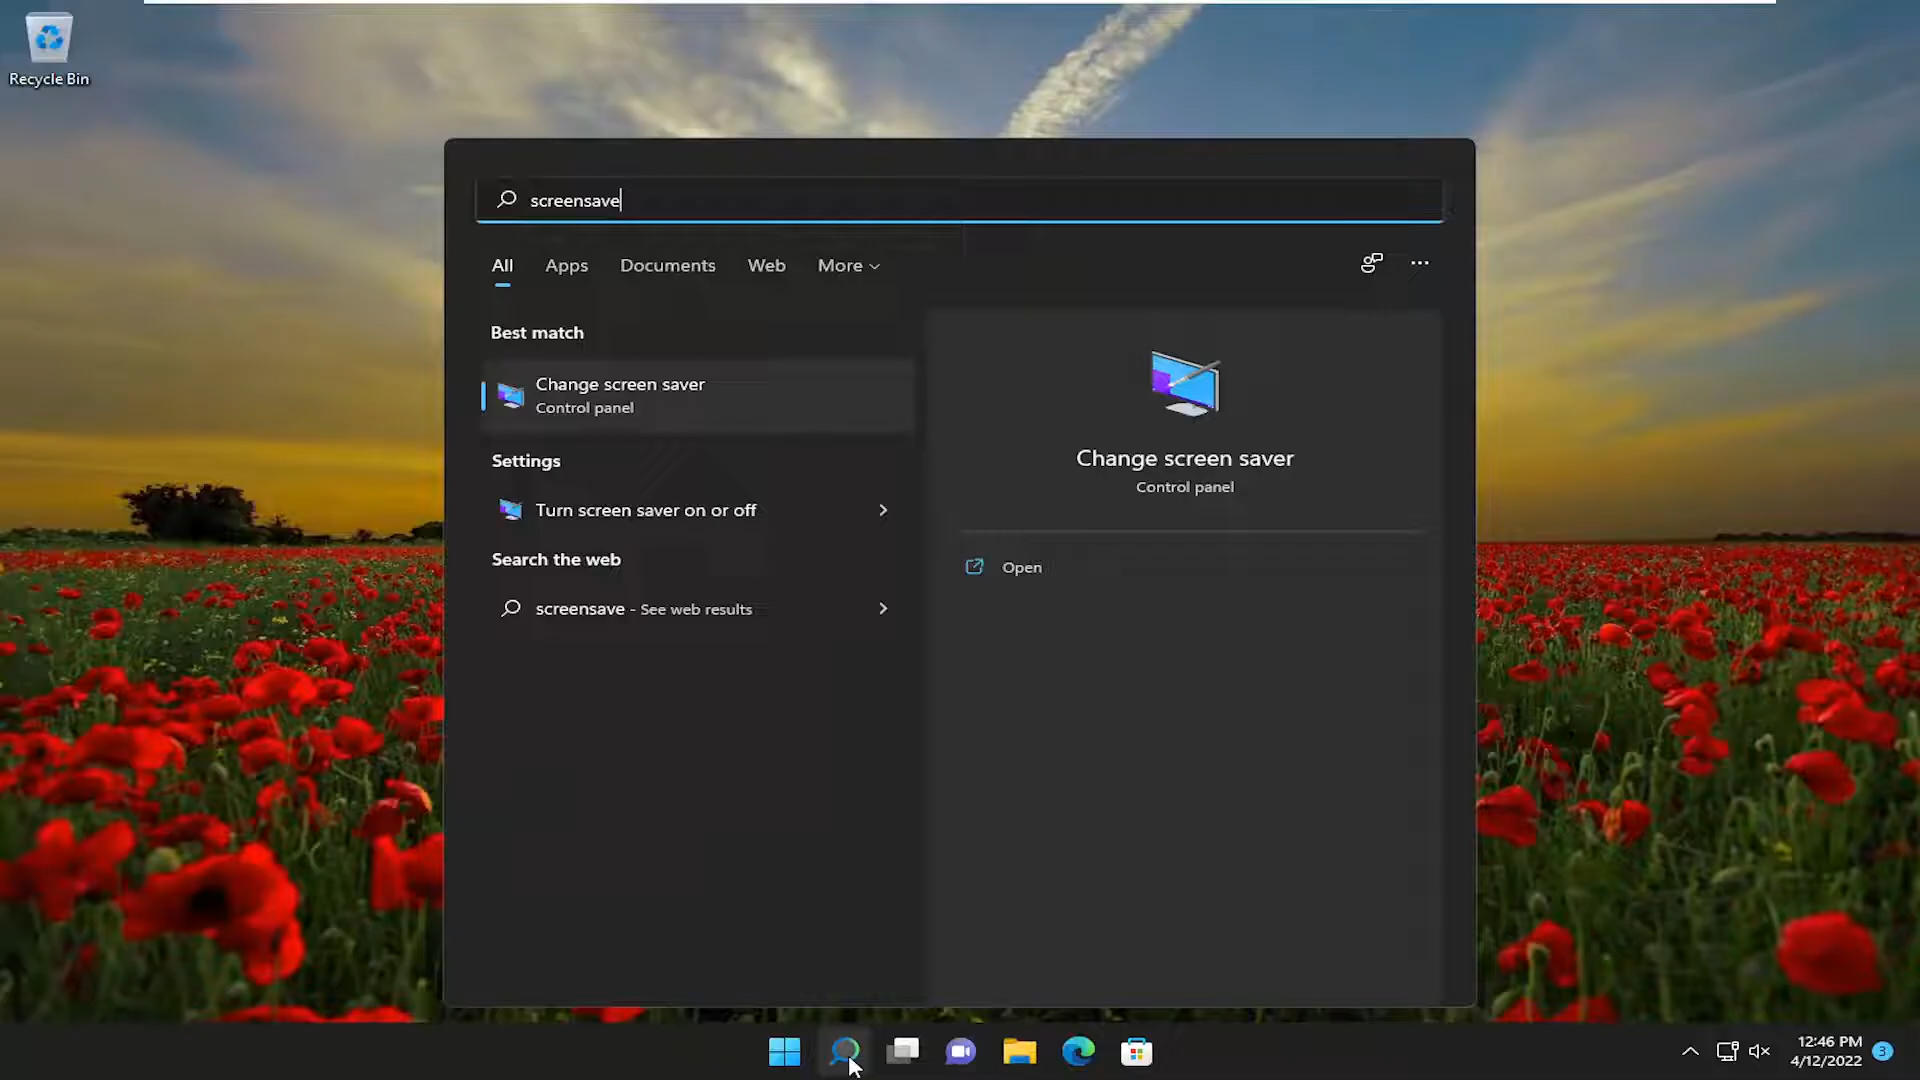 Recycle Bin
screensave
All Apps Documents Web More
Best match
Change screen saver
Control panel
Settings
Turn screen saver on or off
Search the web
screensave - See web results
Change screen saver
Control panel
Open
12:46 PM
4/12/2022
3